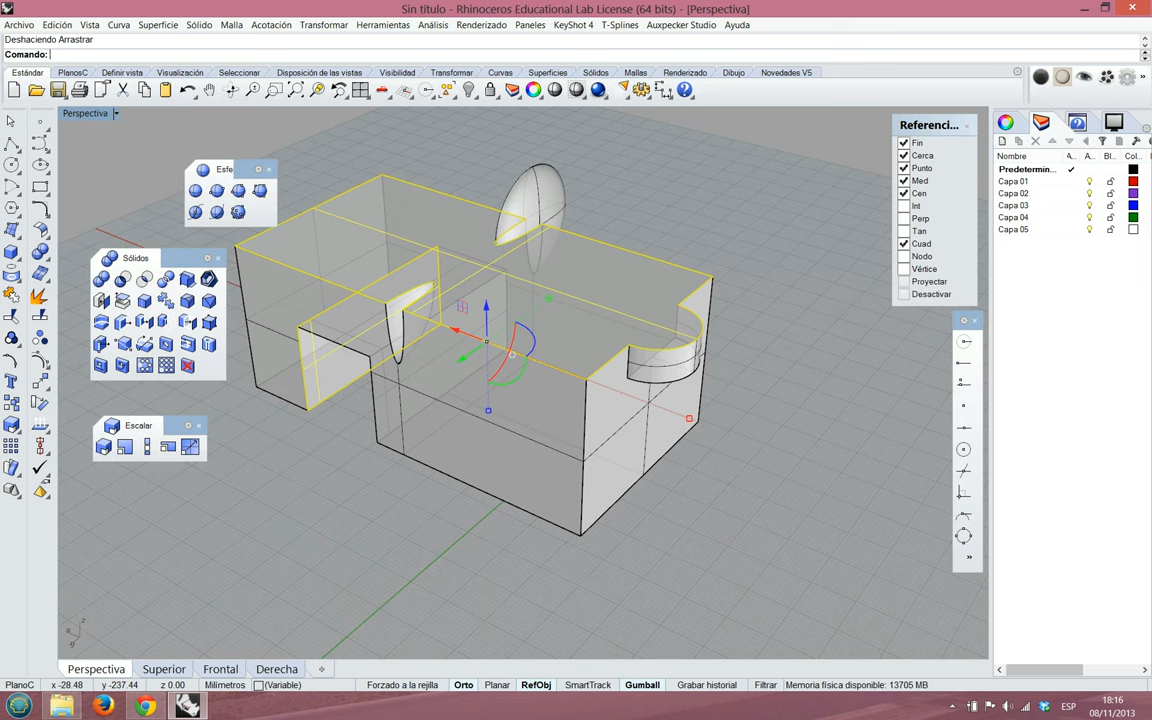 Sin título - Rhinoceros Educational Lab License (64 bits) - [Perspectiva]
Archivo Edición Vista Curva Superficie Sólido Malla Acotación Transformar Herramientas Análisis Renderizado Paneles KeyShot 4 T-Splines Auxpecker Studio Ayuda
Deshaciendo Arrastrar
Comando:
Estándar PlanosC Definir vista Visualización Seleccionar Disposición de las vistas Visibilidad Transformar Curvas Superficies Sólidos Mallas Renderizado Dibujo Novedades V5
Perspectiva
Referenci...
Fin
Cerca
Punto
Med
Cen
Int
Perp
Tan
Cuad
Nodo
Vértice
Proyectar
Desactivar
Nombre A... A... Bl... Col...
Predetermin...
Capa 01
Capa 02
Capa 03
Capa 04
Capa 05
Esfe
Sólidos
Escalar
z
x
y
Perspectiva Superior Frontal Derecha
PlanoC x -28.48 y -237.44 z 0.00 Milímetros (Variable) Forzado a la rejilla Orto Planar RefObj SmartTrack Gumball Grabar historial Filtrar Memoria física disponible: 13705 MB
ESP
18:16
08/11/2013